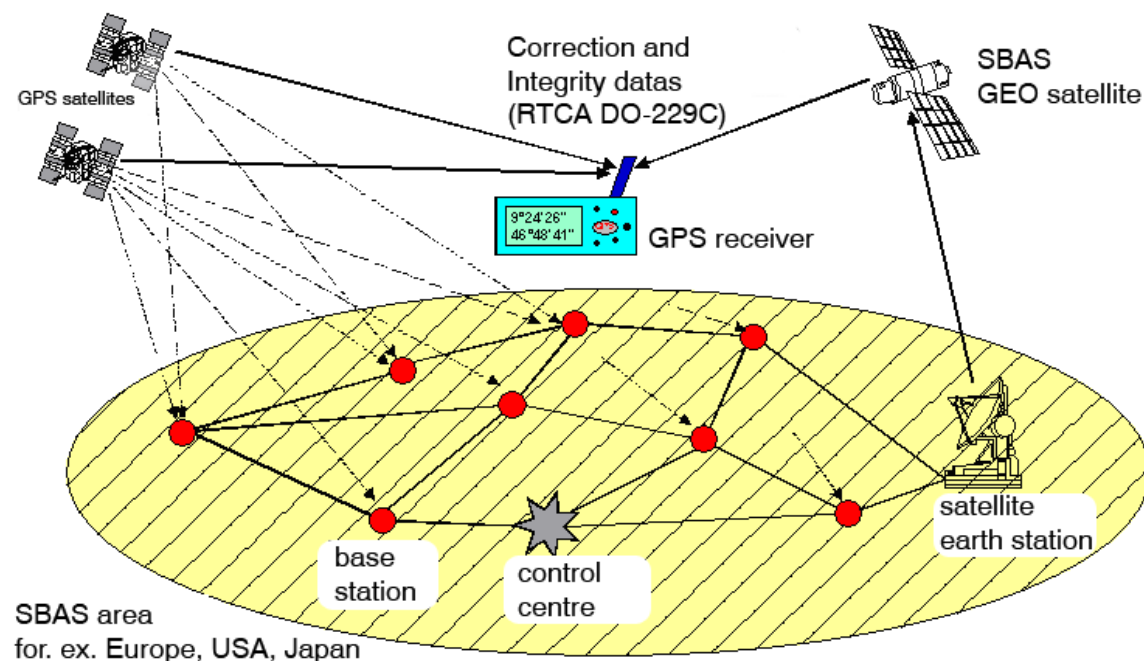 Correction and
Integrity datas
(RTCA DO-229C)
SBAS
GEO satellite
GPS satellites
9°24'26"
46°48'41"
GPS receiver
satellite
earth station
base
station
control
centre
SBAS area
for. ex. Europe, USA, Japan